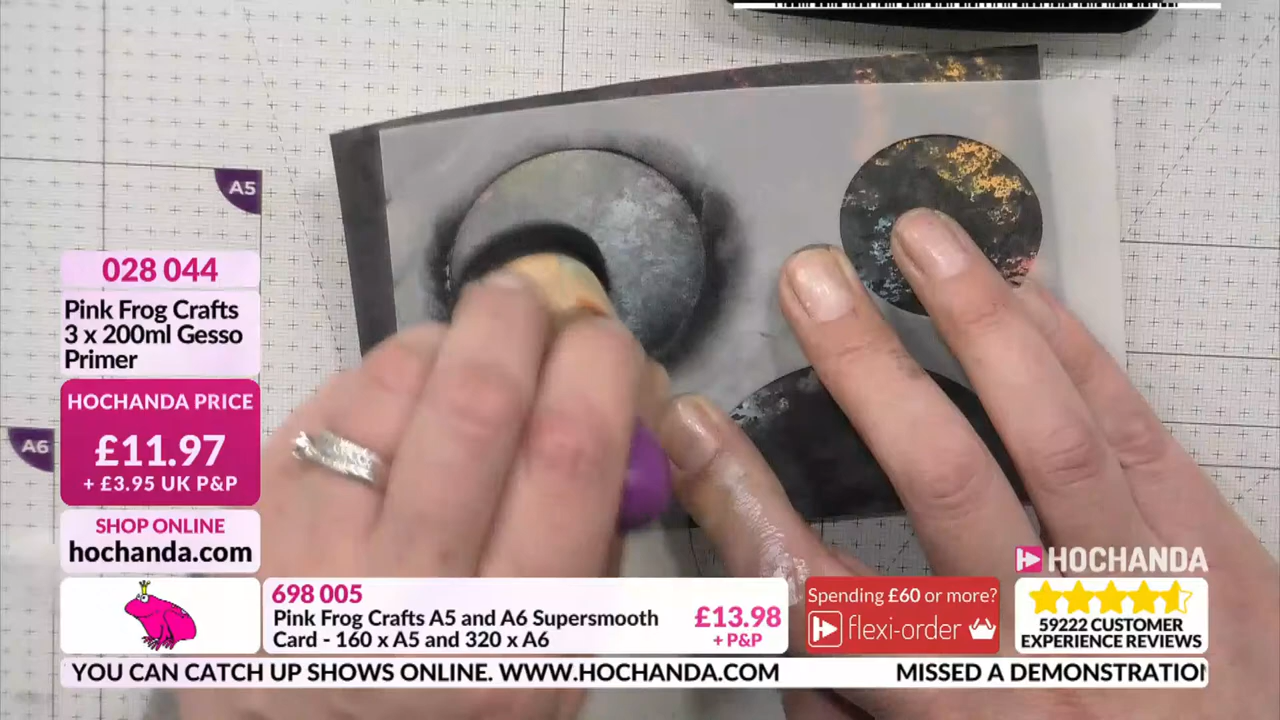 A5
028 044
Pink Frog Crafts
3 x 200ml Gesso
Primer
HOCHANDA PRICE
£11.97
+ £3.95 UK P&P
A6
SHOP ONLINE
hochanda.com
698 005
Pink Frog Crafts A5 and A6 Supersmooth
Card - 160 x A5 and 320 x A6
£13.98
+ P&P
Spending £60 or more?
flexi-order
HOCHANDA
59222 CUSTOMER
EXPERIENCE REVIEWS
YOU CAN CATCH UP SHOWS ONLINE. WWW.HOCHANDA.COM MISSED A DEMONSTRATIO